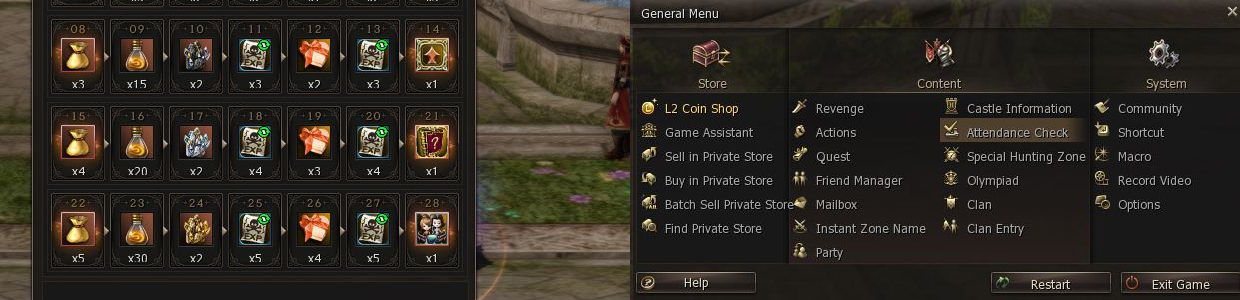 08 09 10 11 12 13 14
x3 x15 x2 x3 x2 x3 x1
15 16 17 18 19 20 21
x4 x20 x2 x4 x3 x4 x1
22 23 24 25 26 27 28
x5 x30 x2 x5 x4 x5 x1
General Menu
Store
L2 Coin Shop
Game Assistant
Sell in Private Store
Buy in Private Store
Batch Sell Private Store
Find Private Store
Content
Revenge
Actions
Quest
Friend Manager
Mailbox
Instant Zone Name
Party
Castle Information
Attendance Check
Special Hunting Zone
Olympiad
Clan
Clan Entry
System
Community
Shortcut
Macro
Record Video
Options
Help
Restart
Exit Game